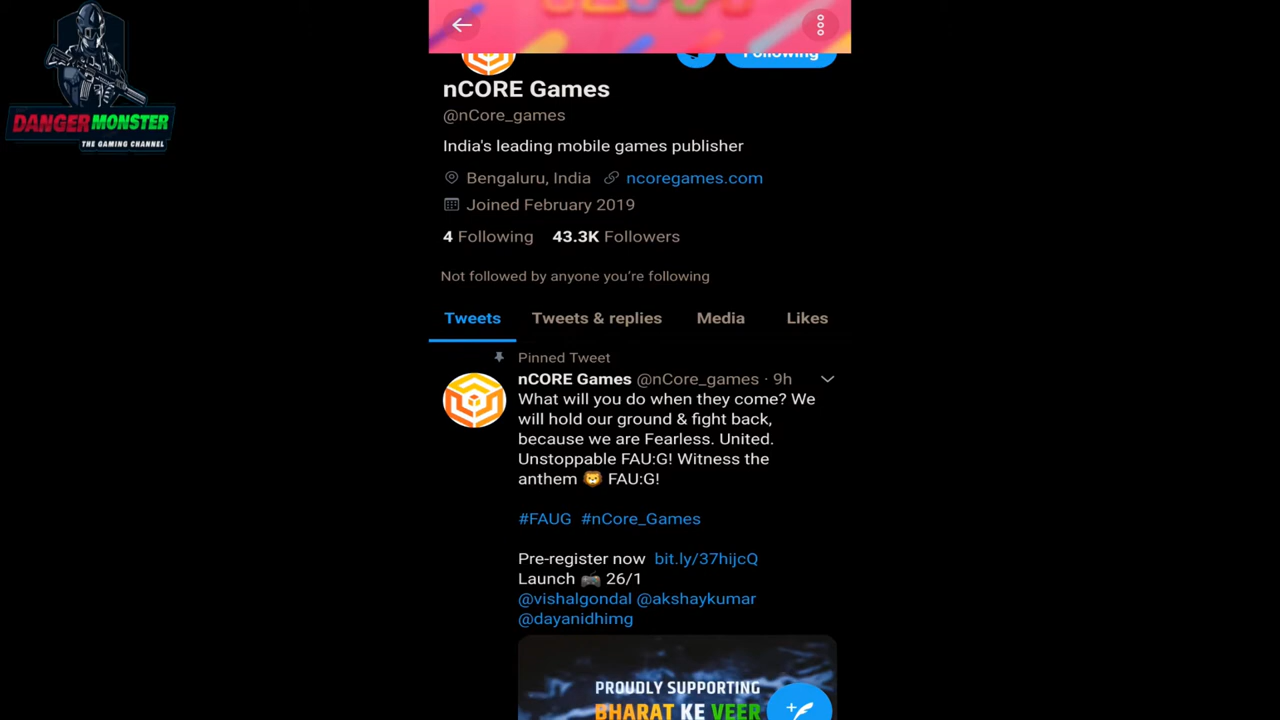 DANGER MONSTER
THE GAMING CHANNEL
Following
nCORE Games
@nCore_games
India's leading mobile games publisher
Bengaluru, India ncoregames.com
Joined February 2019
4 Following 43.3K Followers
Not followed by anyone you're following
Tweets Tweets & replies Media Likes
Pinned Tweet
nCORE Games @nCore_games · 9h
What will you do when they come? We
will hold our ground & fight back,
because we are Fearless. United.
Unstoppable FAU:G! Witness the
anthem 🦁 FAU:G!
#FAUG #nCore_Games
Pre-register now bit.ly/37hijcQ
Launch 🎮 26/1
@vishalgondal @akshaykumar
@dayanidhimg
PROUDLY SUPPORTING
BHARAT KE VEER